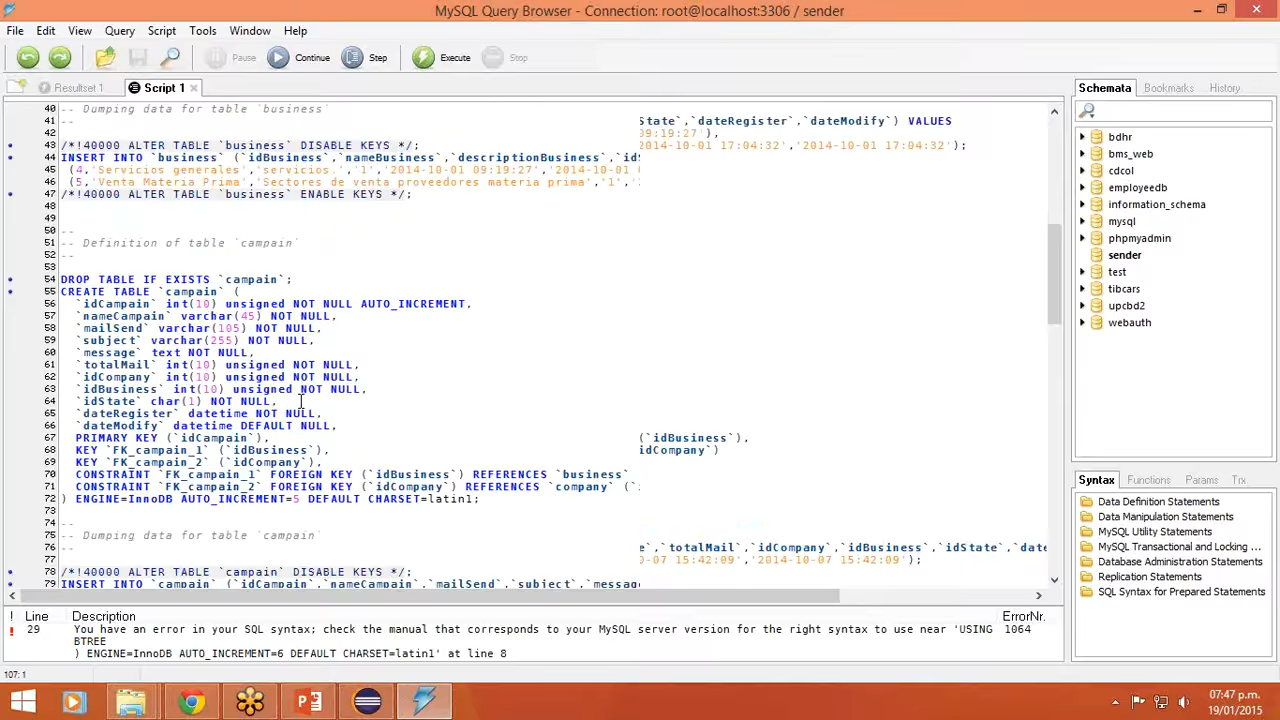 MySQL Query Browser - Connection: root@localhost:3306 / sender
File Edit View Query Script Tools Window Help
Pause Continue Step Execute Stop
Resultset 1 Script 1
40 -- Dumping data for table `business`
41 -- State`,`dateRegister`,`dateModify`) VALUES
42 09:19:27'),
43 /*!40000 ALTER TABLE `business` DISABLE KEYS */; '2014-10-01 17:04:32','2014-10-01 17:04:32');
44 INSERT INTO `business` (`idBusiness`,`nameBusiness`,`descriptionBusiness`,`idS
45 (4,'Servicios generales','servicios.','1','2014-10-01 09:19:27','2014-10-01 0
46 (5,'Venta Materia Prima','Sectores de venta proveedores materia prima','1','
47 /*!40000 ALTER TABLE `business` ENABLE KEYS */;
48
49
50 --
51 -- Definition of table `campain`
52 --
53
54 DROP TABLE IF EXISTS `campain`;
55 CREATE TABLE `campain` (
56 `idCampain` int(10) unsigned NOT NULL AUTO_INCREMENT,
57 `nameCampain` varchar(45) NOT NULL,
58 `mailSend` varchar(105) NOT NULL,
59 `subject` varchar(255) NOT NULL,
60 `message` text NOT NULL,
61 `totalMail` int(10) unsigned NOT NULL,
62 `idCompany` int(10) unsigned NOT NULL,
63 `idBusiness` int(10) unsigned NOT NULL,
64 `idState` char(1) NOT NULL,
65 `dateRegister` datetime NOT NULL,
66 `dateModify` datetime DEFAULT NULL,
67 PRIMARY KEY (`idCampain`), (`idBusiness`),
68 KEY `FK_campain_1` (`idBusiness`), idCompany`)
69 KEY `FK_campain_2` (`idCompany`),
70 CONSTRAINT `FK_campain_1` FOREIGN KEY (`idBusiness`) REFERENCES `business`
71 CONSTRAINT `FK_campain_2` FOREIGN KEY (`idCompany`) REFERENCES `company` (`
72 ) ENGINE=InnoDB AUTO_INCREMENT=5 DEFAULT CHARSET=latin1;
73
74 --
75 -- Dumping data for table `campain`
76 -- e`,`totalMail`,`idCompany`,`idBusiness`,`idState`,`date
77 0-07 15:42:09','2014-10-07 15:42:09');
78 /*!40000 ALTER TABLE `campain` DISABLE KEYS */;
79 INSERT INTO `campain` (`idCampain`,`nameCampain`,`mailSend`,`subject`,`messag
! Line Description ErrorNr.
! 29 You have an error in your SQL syntax; check the manual that corresponds to your MySQL server version for the right syntax to use near 'USING 1064
BTREE
) ENGINE=InnoDB AUTO_INCREMENT=6 DEFAULT CHARSET=latin1' at line 8
107: 1
Schemata Bookmarks History
bdhr
bms_web
cdcol
employeedb
information_schema
mysql
phpmyadmin
sender
test
tibcars
upcbd2
webauth
Syntax Functions Params Trx
Data Definition Statements
Data Manipulation Statements
MySQL Utility Statements
MySQL Transactional and Locking ...
Database Administration Statements
Replication Statements
SQL Syntax for Prepared Statements
07:47 p.m.
19/01/2015